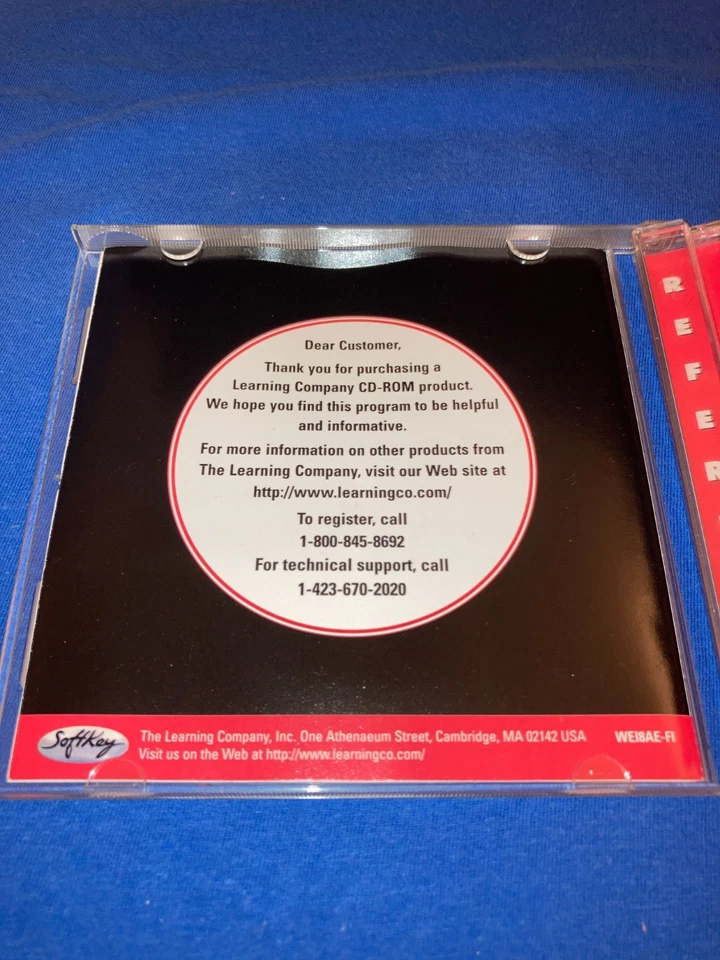 Dear Customer,
Thank you for purchasing a
Learning Company CD-ROM product.
We hope you find this program to be helpful
and informative.
For more information on other products from
The Learning Company, visit our Web site at
http://www.learningco.com/
To register, call
1-800-845-8692
For technical support, call
1-423-670-2020
SoftKey
The Learning Company, Inc. One Athenaeum Street, Cambridge, MA 02142 USA
WEI8AE-FI
Visit us on the Web at http://www.learningco.com/
R
E
F
E
R